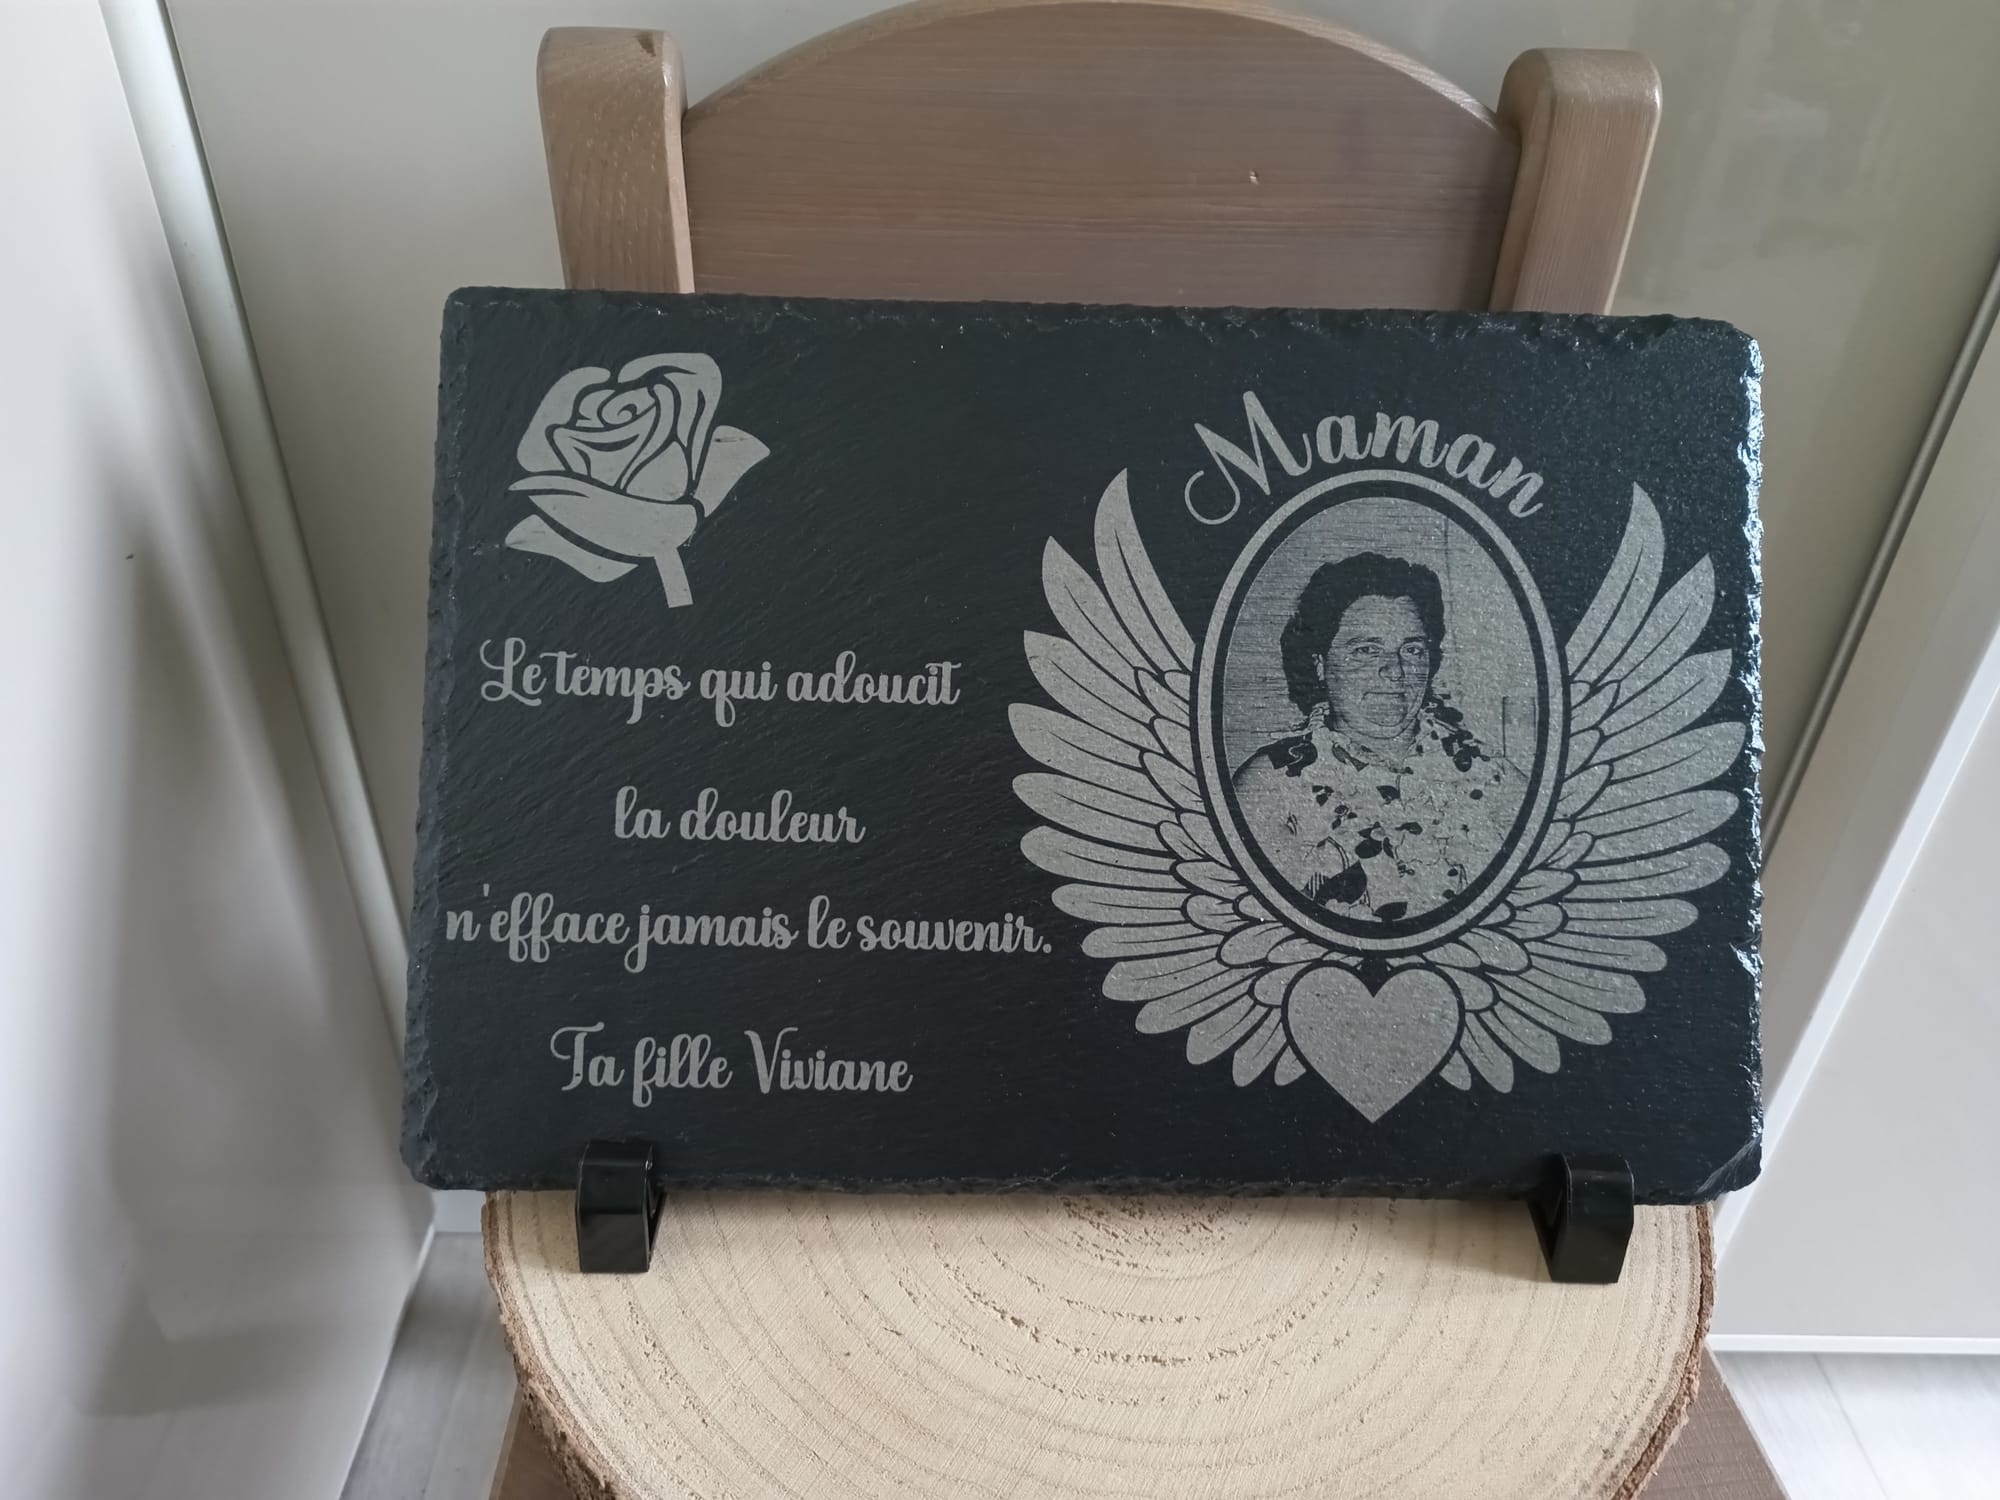 Maman
Le temps qui adoucit
la douleur
n'efface jamais le souvenir.
Ta fille Viviane